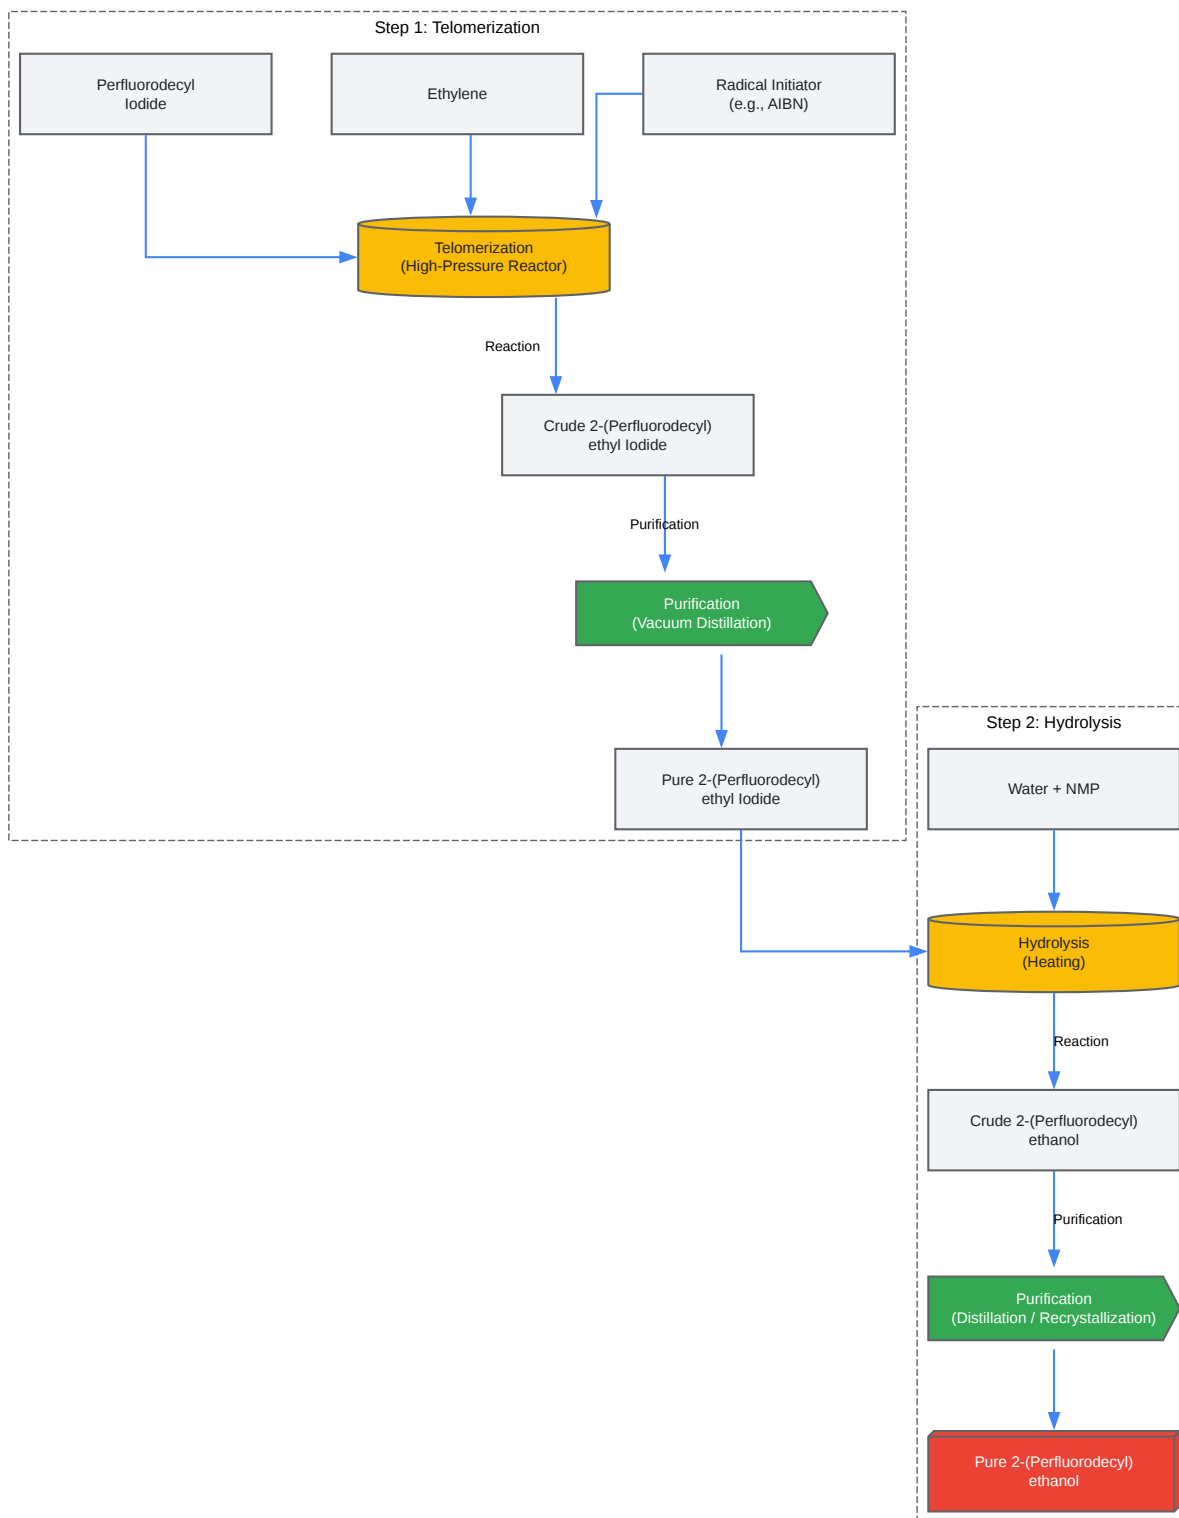 Step 1: Telomerization
Perfluorodecyl
Iodide
Ethylene
Radical Initiator
(e.g., AIBN)
Telomerization
(High-Pressure Reactor)
Reaction
Crude 2-(Perfluorodecyl)
ethyl Iodide
Purification
Purification
(Vacuum Distillation)
Pure 2-(Perfluorodecyl)
ethyl Iodide
Step 2: Hydrolysis
Water + NMP
Hydrolysis
(Heating)
Reaction
Crude 2-(Perfluorodecyl)
ethanol
Purification
Purification
(Distillation / Recrystallization)
Pure 2-(Perfluorodecyl)
ethanol